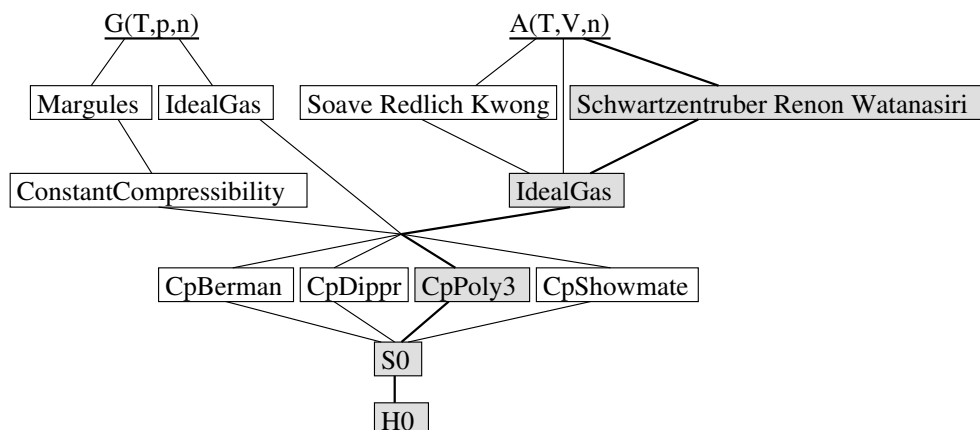 G(T,p,n) A(T,V,n)
Margules IdealGas Soave Redlich Kwong Schwartzentruber Renon Watanasiri
ConstantCompressibility IdealGas
CpBerman CpDippr CpPoly3 CpShowmate
S0
H0